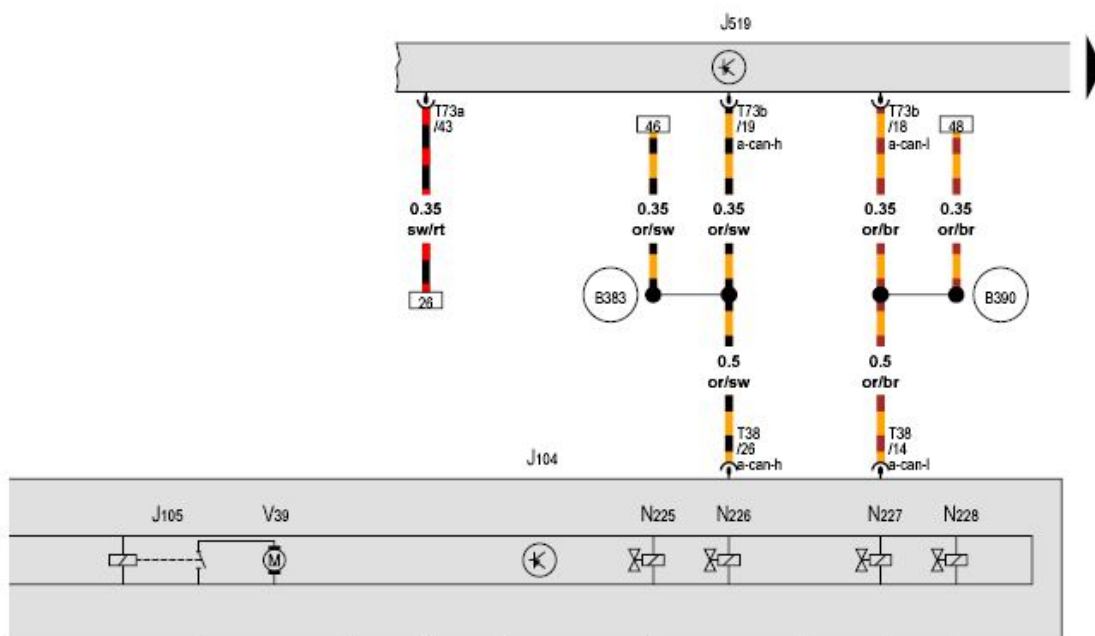 J519
T73a
/43
46
T73b
/19
a-can-h
T73b
/18
a-can-l
48
0.35
sw/rt
0.35
or/sw
0.35
or/sw
0.35
or/br
0.35
or/br
26
B383
B390
0.5
or/sw
0.5
or/br
T38
/26
a-can-h
T38
/14
a-can-l
J104
J105
V39
N225
N226
N227
N228
M